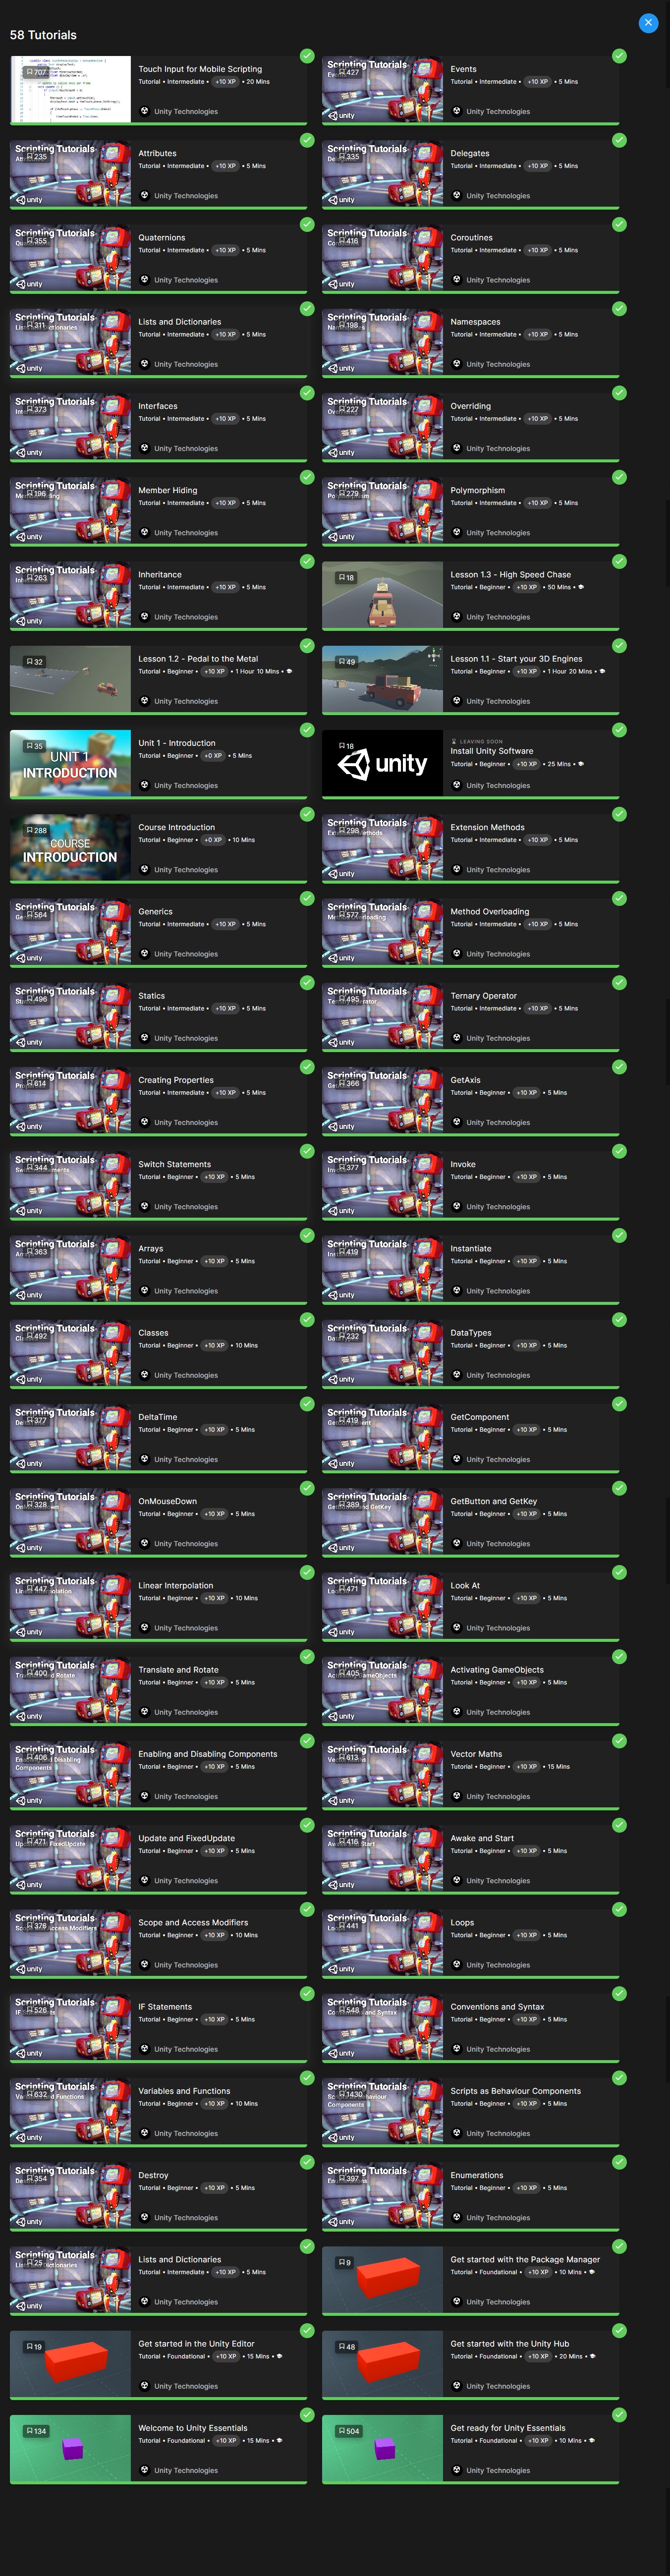 58 Tutorials
707
Touch Input for Mobile Scripting
Tutorial • Intermediate • +10 XP • 20 Mins
Unity Technologies
Scripting Tutorials
427
unity
Events
Tutorial • Intermediate • +10 XP • 5 Mins
Unity Technologies
Scripting Tutorials
235
unity
Attributes
Tutorial • Intermediate • +10 XP • 5 Mins
Unity Technologies
Scripting Tutorials
335
unity
Delegates
Tutorial • Intermediate • +10 XP • 5 Mins
Unity Technologies
Scripting Tutorials
355
unity
Quaternions
Tutorial • Intermediate • +10 XP • 5 Mins
Unity Technologies
Scripting Tutorials
416
unity
Coroutines
Tutorial • Intermediate • +10 XP • 5 Mins
Unity Technologies
Scripting Tutorials
311
unity
Lists and Dictionaries
Tutorial • Intermediate • +10 XP • 5 Mins
Unity Technologies
Scripting Tutorials
198
unity
Namespaces
Tutorial • Intermediate • +10 XP • 5 Mins
Unity Technologies
Scripting Tutorials
373
unity
Interfaces
Tutorial • Intermediate • +10 XP • 5 Mins
Unity Technologies
Scripting Tutorials
227
unity
Overriding
Tutorial • Intermediate • +10 XP • 5 Mins
Unity Technologies
Scripting Tutorials
196
unity
Member Hiding
Tutorial • Intermediate • +10 XP • 5 Mins
Unity Technologies
Scripting Tutorials
279
unity
Polymorphism
Tutorial • Intermediate • +10 XP • 5 Mins
Unity Technologies
Scripting Tutorials
263
unity
Inheritance
Tutorial • Intermediate • +10 XP • 5 Mins
Unity Technologies
18
Lesson 1.3 - High Speed Chase
Tutorial • Beginner • +10 XP • 50 Mins •
Unity Technologies
32
Lesson 1.2 - Pedal to the Metal
Tutorial • Beginner • +10 XP • 1 Hour 10 Mins •
Unity Technologies
49
Lesson 1.1 - Start your 3D Engines
Tutorial • Beginner • +10 XP • 1 Hour 20 Mins •
Unity Technologies
35
UNIT 1
INTRODUCTION
Unit 1 - Introduction
Tutorial • Beginner • +0 XP • 5 Mins
Unity Technologies
18
unity
LEAVING SOON
Install Unity Software
Tutorial • Beginner • +10 XP • 25 Mins •
Unity Technologies
288
COURSE
INTRODUCTION
Course Introduction
Tutorial • Beginner • +0 XP • 10 Mins
Unity Technologies
Scripting Tutorials
298
unity
Extension Methods
Tutorial • Intermediate • +10 XP • 5 Mins
Unity Technologies
Scripting Tutorials
564
unity
Generics
Tutorial • Intermediate • +10 XP • 5 Mins
Unity Technologies
Scripting Tutorials
577
unity
Method Overloading
Tutorial • Intermediate • +10 XP • 5 Mins
Unity Technologies
Scripting Tutorials
496
unity
Statics
Tutorial • Intermediate • +10 XP • 5 Mins
Unity Technologies
Scripting Tutorials
495
unity
Ternary Operator
Tutorial • Intermediate • +10 XP • 5 Mins
Unity Technologies
Scripting Tutorials
614
unity
Creating Properties
Tutorial • Intermediate • +10 XP • 5 Mins
Unity Technologies
Scripting Tutorials
366
unity
GetAxis
Tutorial • Beginner • +10 XP • 5 Mins
Unity Technologies
Scripting Tutorials
344
unity
Switch Statements
Tutorial • Beginner • +10 XP • 5 Mins
Unity Technologies
Scripting Tutorials
377
unity
Invoke
Tutorial • Beginner • +10 XP • 5 Mins
Unity Technologies
Scripting Tutorials
363
unity
Arrays
Tutorial • Beginner • +10 XP • 5 Mins
Unity Technologies
Scripting Tutorials
419
unity
Instantiate
Tutorial • Beginner • +10 XP • 5 Mins
Unity Technologies
Scripting Tutorials
492
unity
Classes
Tutorial • Beginner • +10 XP • 10 Mins
Unity Technologies
Scripting Tutorials
232
unity
DataTypes
Tutorial • Beginner • +10 XP • 5 Mins
Unity Technologies
Scripting Tutorials
377
unity
DeltaTime
Tutorial • Beginner • +10 XP • 5 Mins
Unity Technologies
Scripting Tutorials
419
unity
GetComponent
Tutorial • Beginner • +10 XP • 5 Mins
Unity Technologies
Scripting Tutorials
328
unity
OnMouseDown
Tutorial • Beginner • +10 XP • 5 Mins
Unity Technologies
Scripting Tutorials
389
unity
GetButton and GetKey
Tutorial • Beginner • +10 XP • 5 Mins
Unity Technologies
Scripting Tutorials
447
unity
Linear Interpolation
Tutorial • Beginner • +10 XP • 10 Mins
Unity Technologies
Scripting Tutorials
471
unity
Look At
Tutorial • Beginner • +10 XP • 5 Mins
Unity Technologies
Scripting Tutorials
400
unity
Translate and Rotate
Tutorial • Beginner • +10 XP • 5 Mins
Unity Technologies
Scripting Tutorials
405
unity
Activating GameObjects
Tutorial • Beginner • +10 XP • 5 Mins
Unity Technologies
Scripting Tutorials
406
Components
unity
Enabling and Disabling Components
Tutorial • Beginner • +10 XP • 5 Mins
Unity Technologies
Scripting Tutorials
613
unity
Vector Maths
Tutorial • Beginner • +10 XP • 15 Mins
Unity Technologies
Scripting Tutorials
471
unity
Update and FixedUpdate
Tutorial • Beginner • +10 XP • 5 Mins
Unity Technologies
Scripting Tutorials
416
unity
Awake and Start
Tutorial • Beginner • +10 XP • 5 Mins
Unity Technologies
Scripting Tutorials
378
unity
Scope and Access Modifiers
Tutorial • Beginner • +10 XP • 10 Mins
Unity Technologies
Scripting Tutorials
441
unity
Loops
Tutorial • Beginner • +10 XP • 5 Mins
Unity Technologies
Scripting Tutorials
526
unity
IF Statements
Tutorial • Beginner • +10 XP • 5 Mins
Unity Technologies
Scripting Tutorials
548
unity
Conventions and Syntax
Tutorial • Beginner • +10 XP • 5 Mins
Unity Technologies
Scripting Tutorials
632
unity
Variables and Functions
Tutorial • Beginner • +10 XP • 10 Mins
Unity Technologies
Scripting Tutorials
1430
Components
unity
Scripts as Behaviour Components
Tutorial • Beginner • +10 XP • 5 Mins
Unity Technologies
Scripting Tutorials
354
unity
Destroy
Tutorial • Beginner • +10 XP • 5 Mins
Unity Technologies
Scripting Tutorials
397
unity
Enumerations
Tutorial • Beginner • +10 XP • 5 Mins
Unity Technologies
Scripting Tutorials
25
unity
Lists and Dictionaries
Tutorial • Intermediate • +10 XP • 5 Mins
Unity Technologies
9
Get started with the Package Manager
Tutorial • Foundational • +10 XP • 10 Mins •
Unity Technologies
19
Get started in the Unity Editor
Tutorial • Foundational • +10 XP • 15 Mins •
Unity Technologies
48
Get started with the Unity Hub
Tutorial • Foundational • +10 XP • 20 Mins •
Unity Technologies
134
Welcome to Unity Essentials
Tutorial • Foundational • +10 XP • 15 Mins •
Unity Technologies
504
Get ready for Unity Essentials
Tutorial • Foundational • +10 XP • 10 Mins •
Unity Technologies